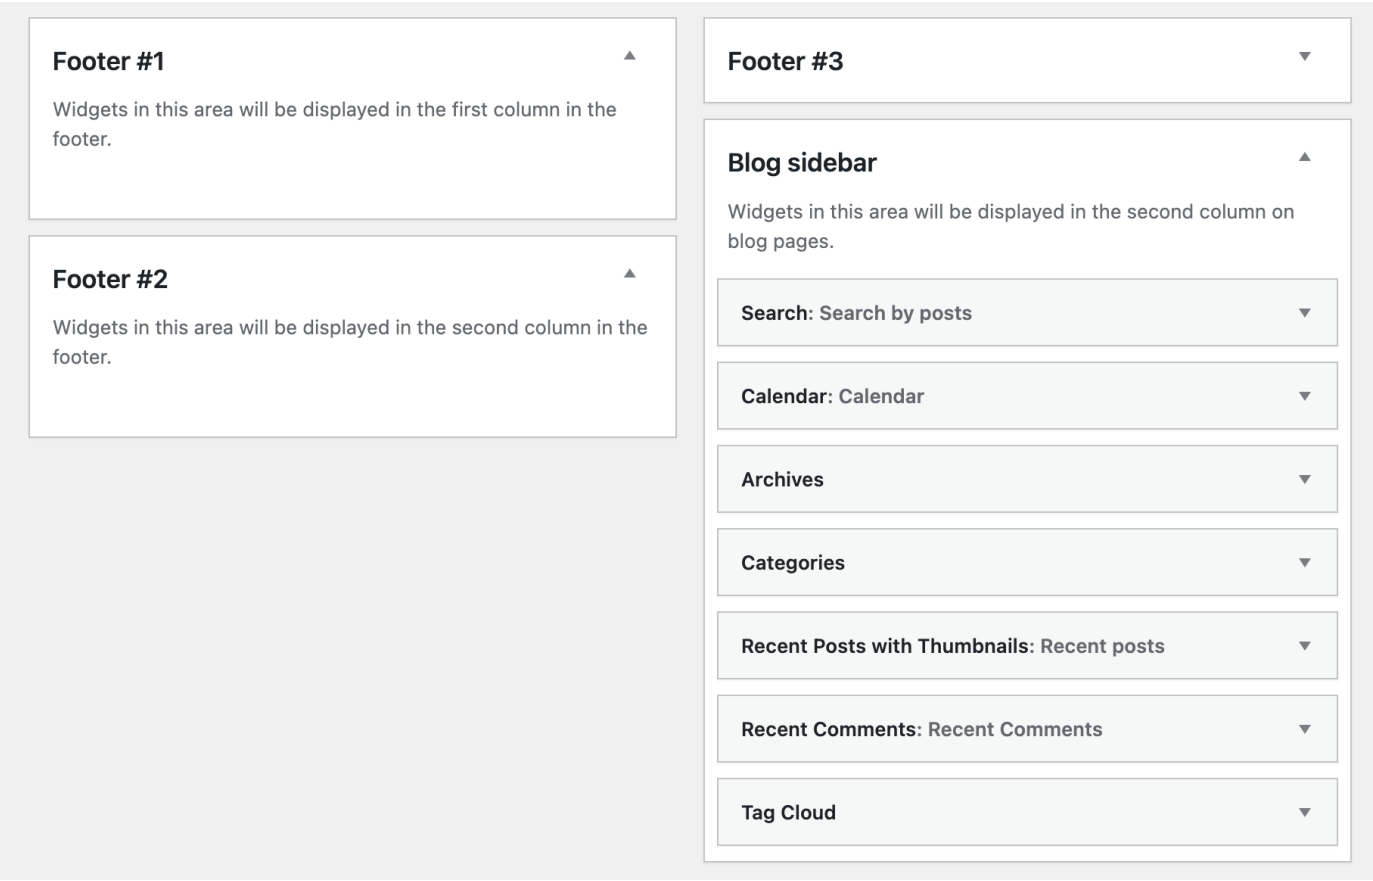 Footer #1
Widgets in this area will be displayed in the first column in the
footer.
Footer #2
Widgets in this area will be displayed in the second column in the
footer.
Footer #3
Blog sidebar
Widgets in this area will be displayed in the second column on
blog pages.
Search: Search by posts
Calendar: Calendar
Archives
Categories
Recent Posts with Thumbnails: Recent posts
Recent Comments: Recent Comments
Tag Cloud